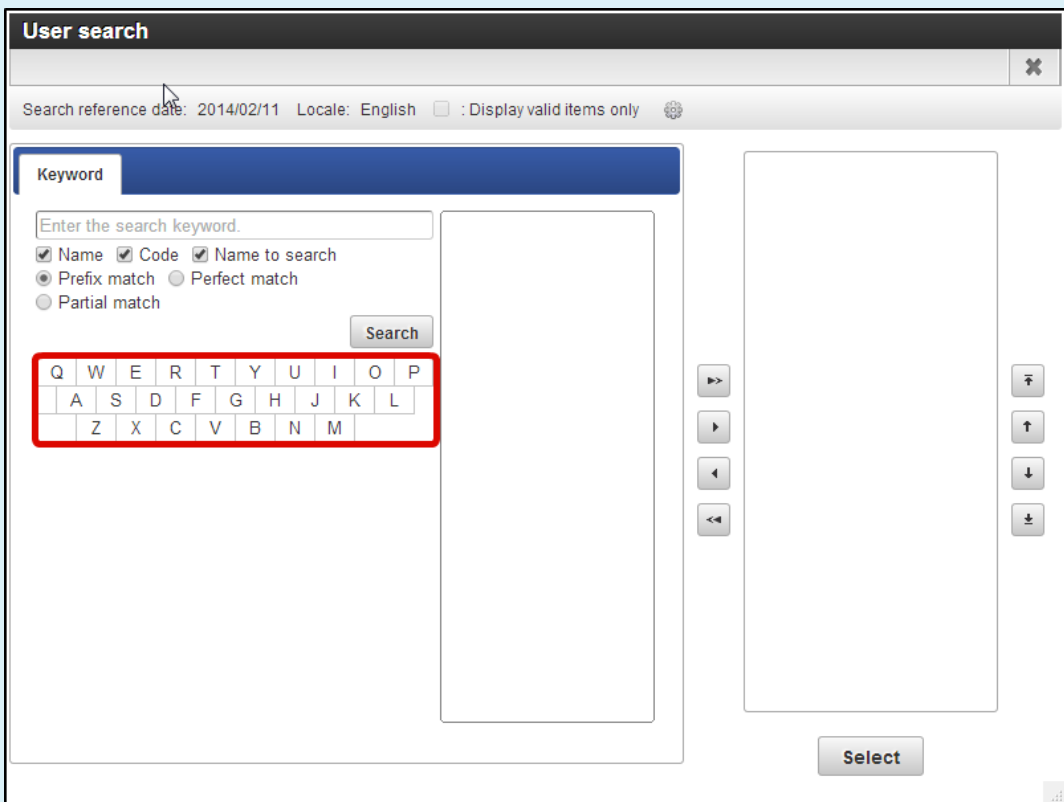 User search
Search reference date: 2014/02/11 Locale: English : Display valid items only
Keyword
Enter the search keyword.
Name Code Name to search
Prefix match Perfect match
Partial match
Search
Q W E R T Y U I O P
A S D F G H J K L
Z X C V B N M
Select